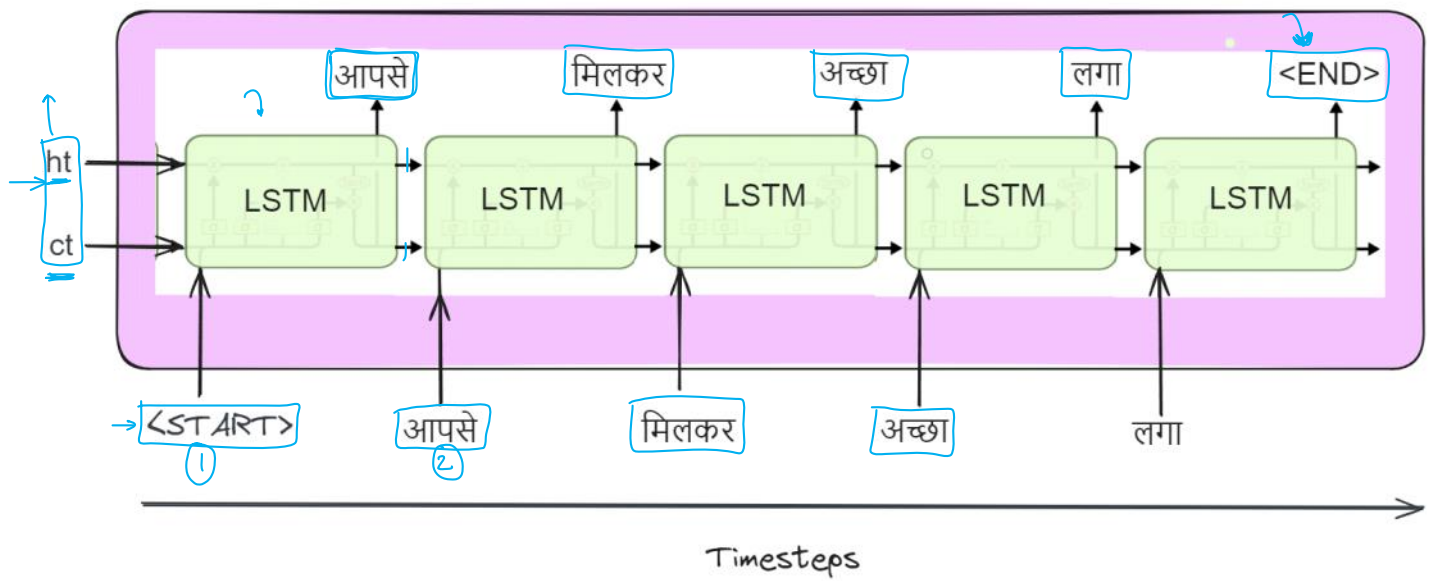 आपसे मिलकर अच्छा लगा <END>
ht
ct
LSTM LSTM LSTM LSTM LSTM
<START> आपसे मिलकर अच्छा लगा
1 2
Timesteps